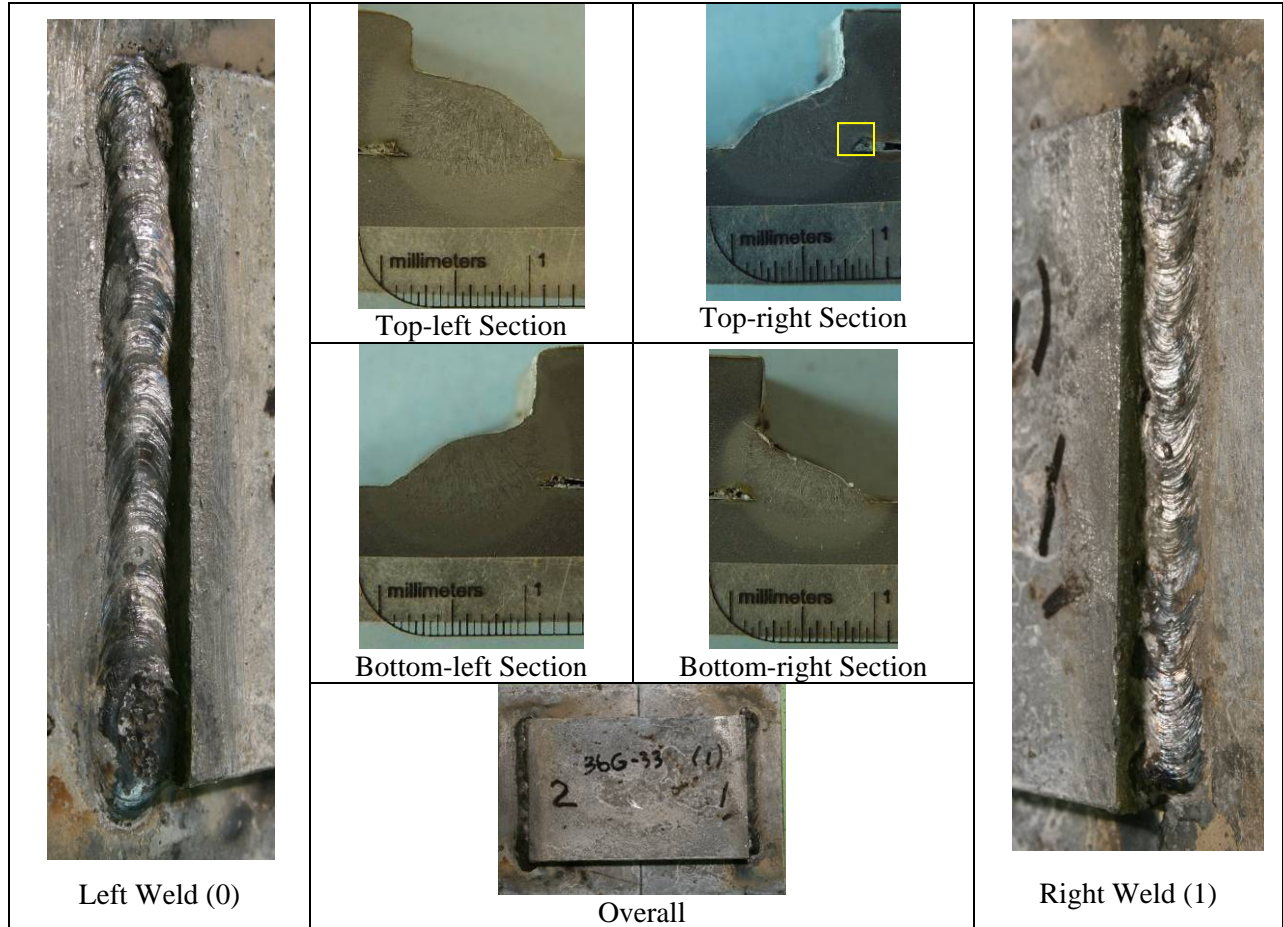 millimeters 1
Top-left Section
millimeters 1
Top-right Section
millimeters 1
Bottom-left Section
millimeters 1
Bottom-right Section
36G-33 (1)
2 1
Overall
Left Weld (0)
Right Weld (1)